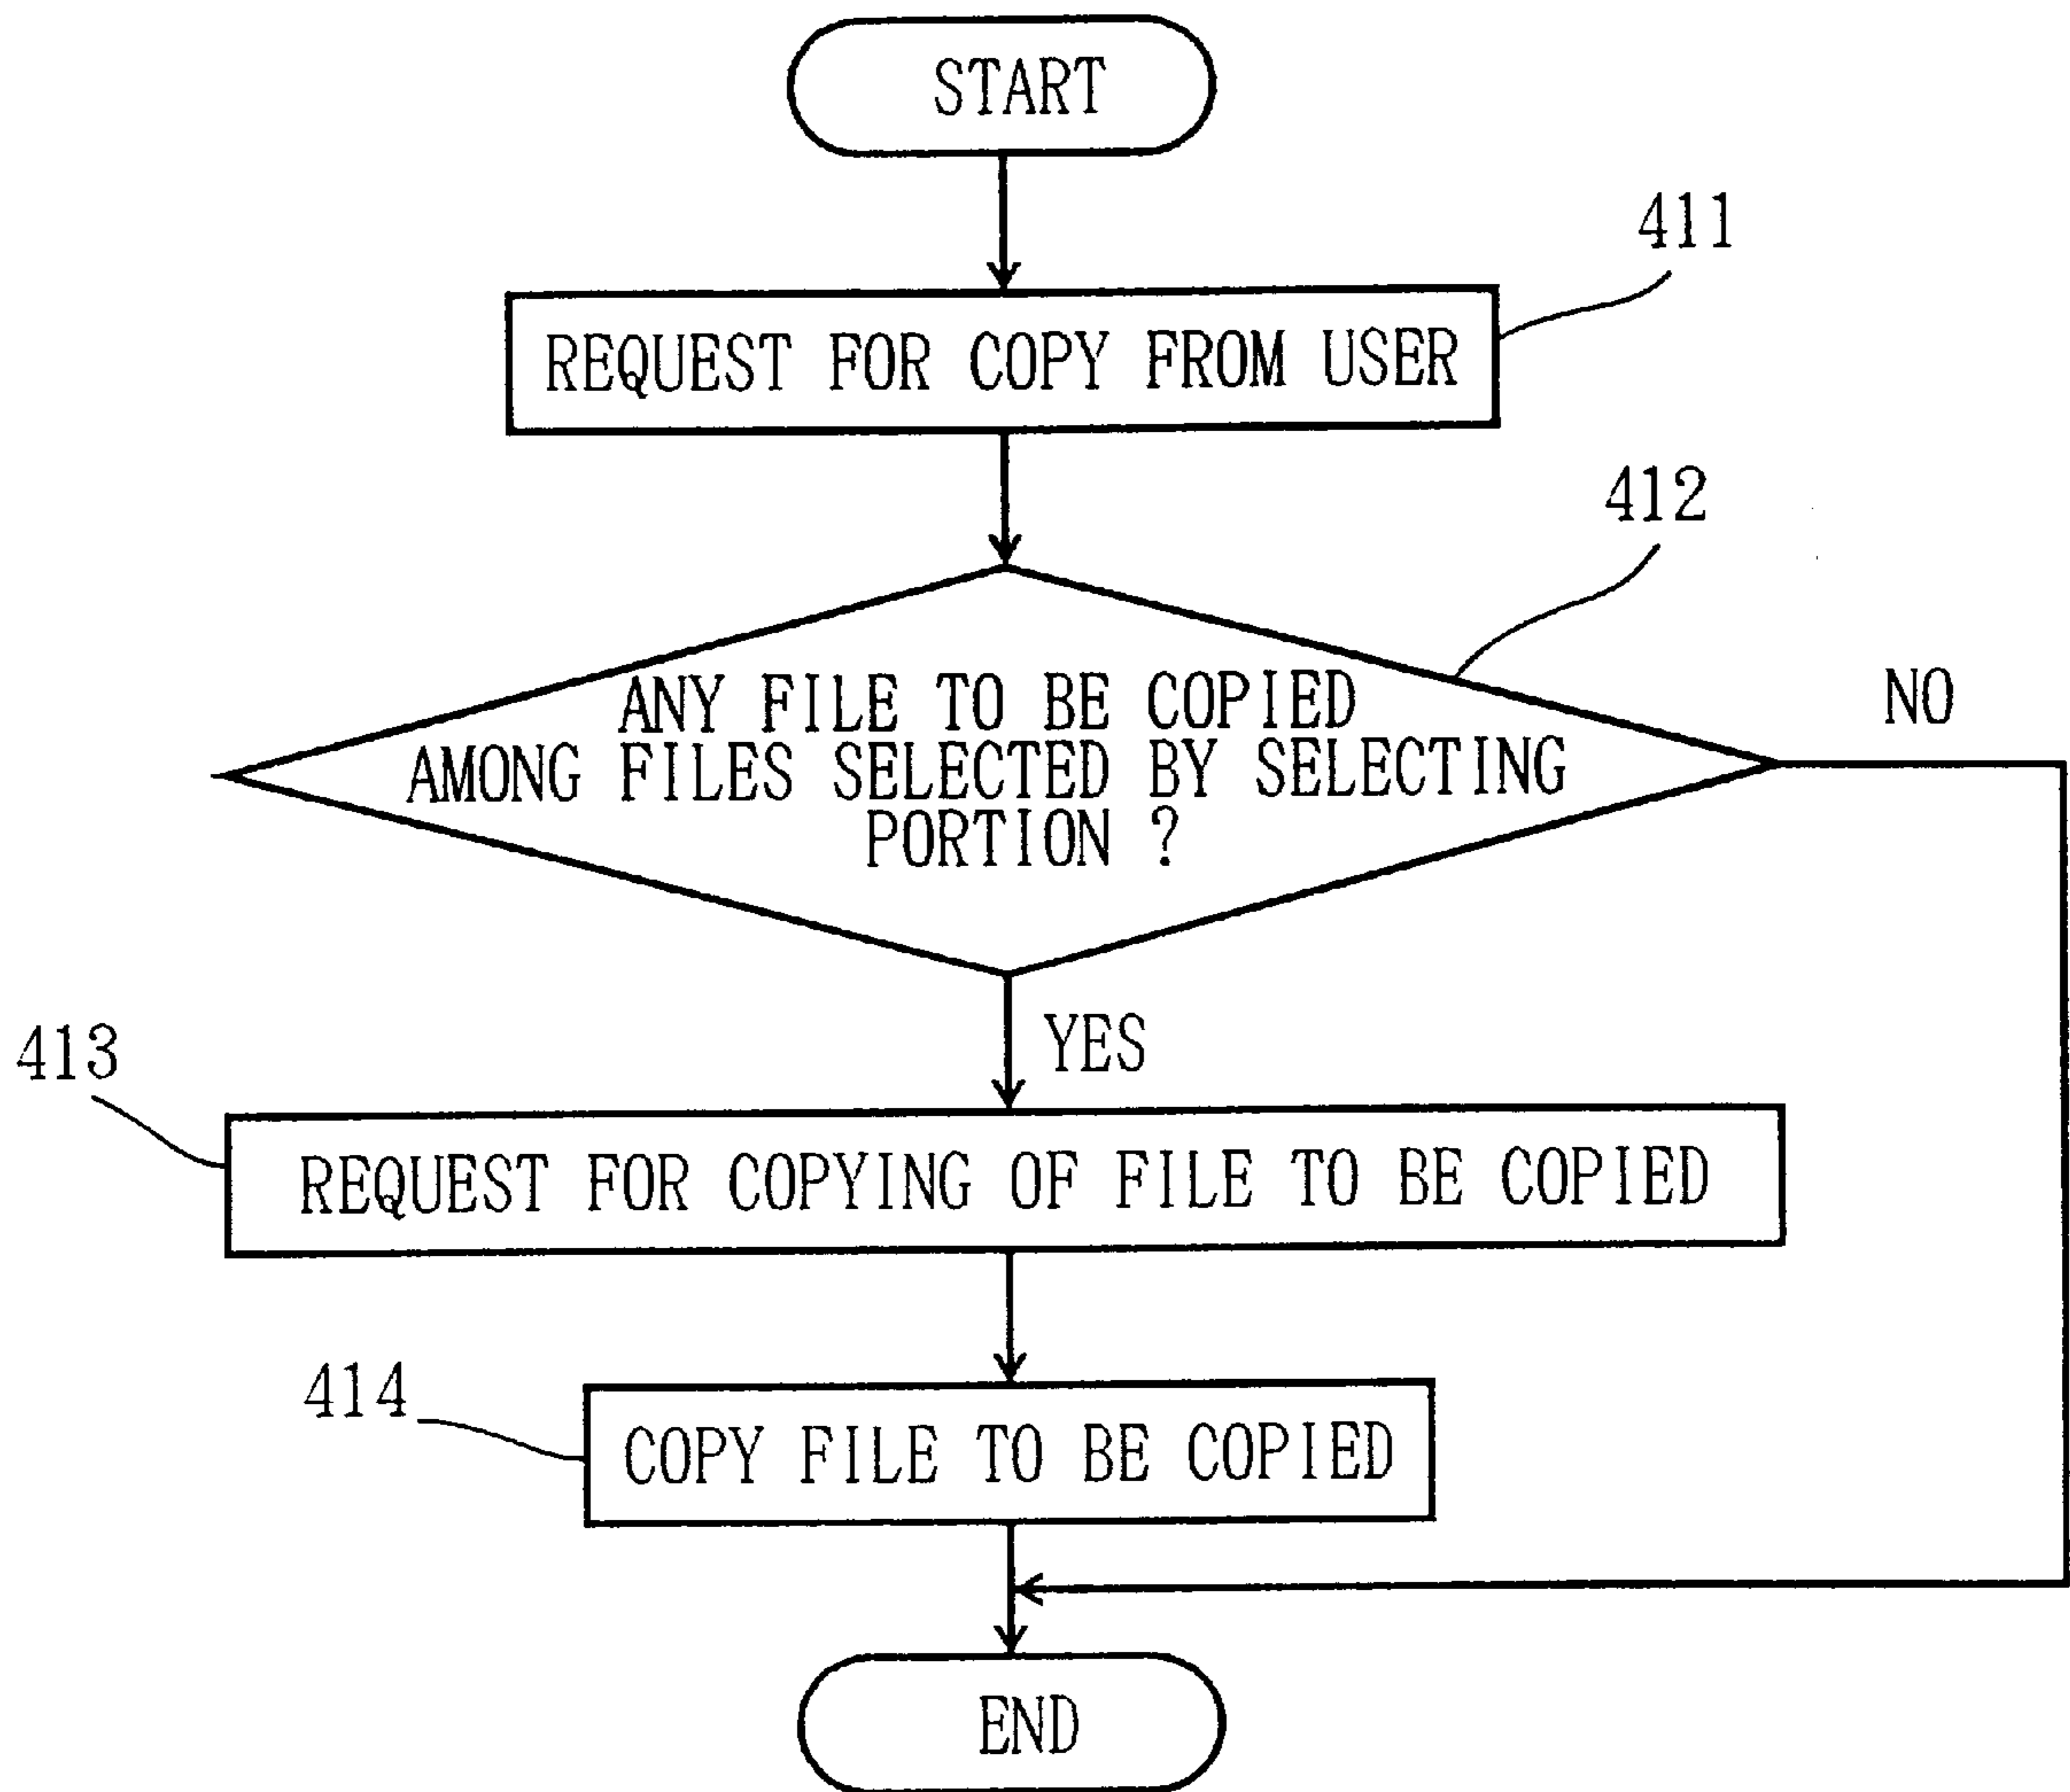 START
411
REQUEST FOR COPY FROM USER
412
ANY FILE TO BE COPIED
AMONG FILES SELECTED BY SELECTING
PORTION ?
NO
YES
413
REQUEST FOR COPYING OF FILE TO BE COPIED
414
COPY FILE TO BE COPIED
END